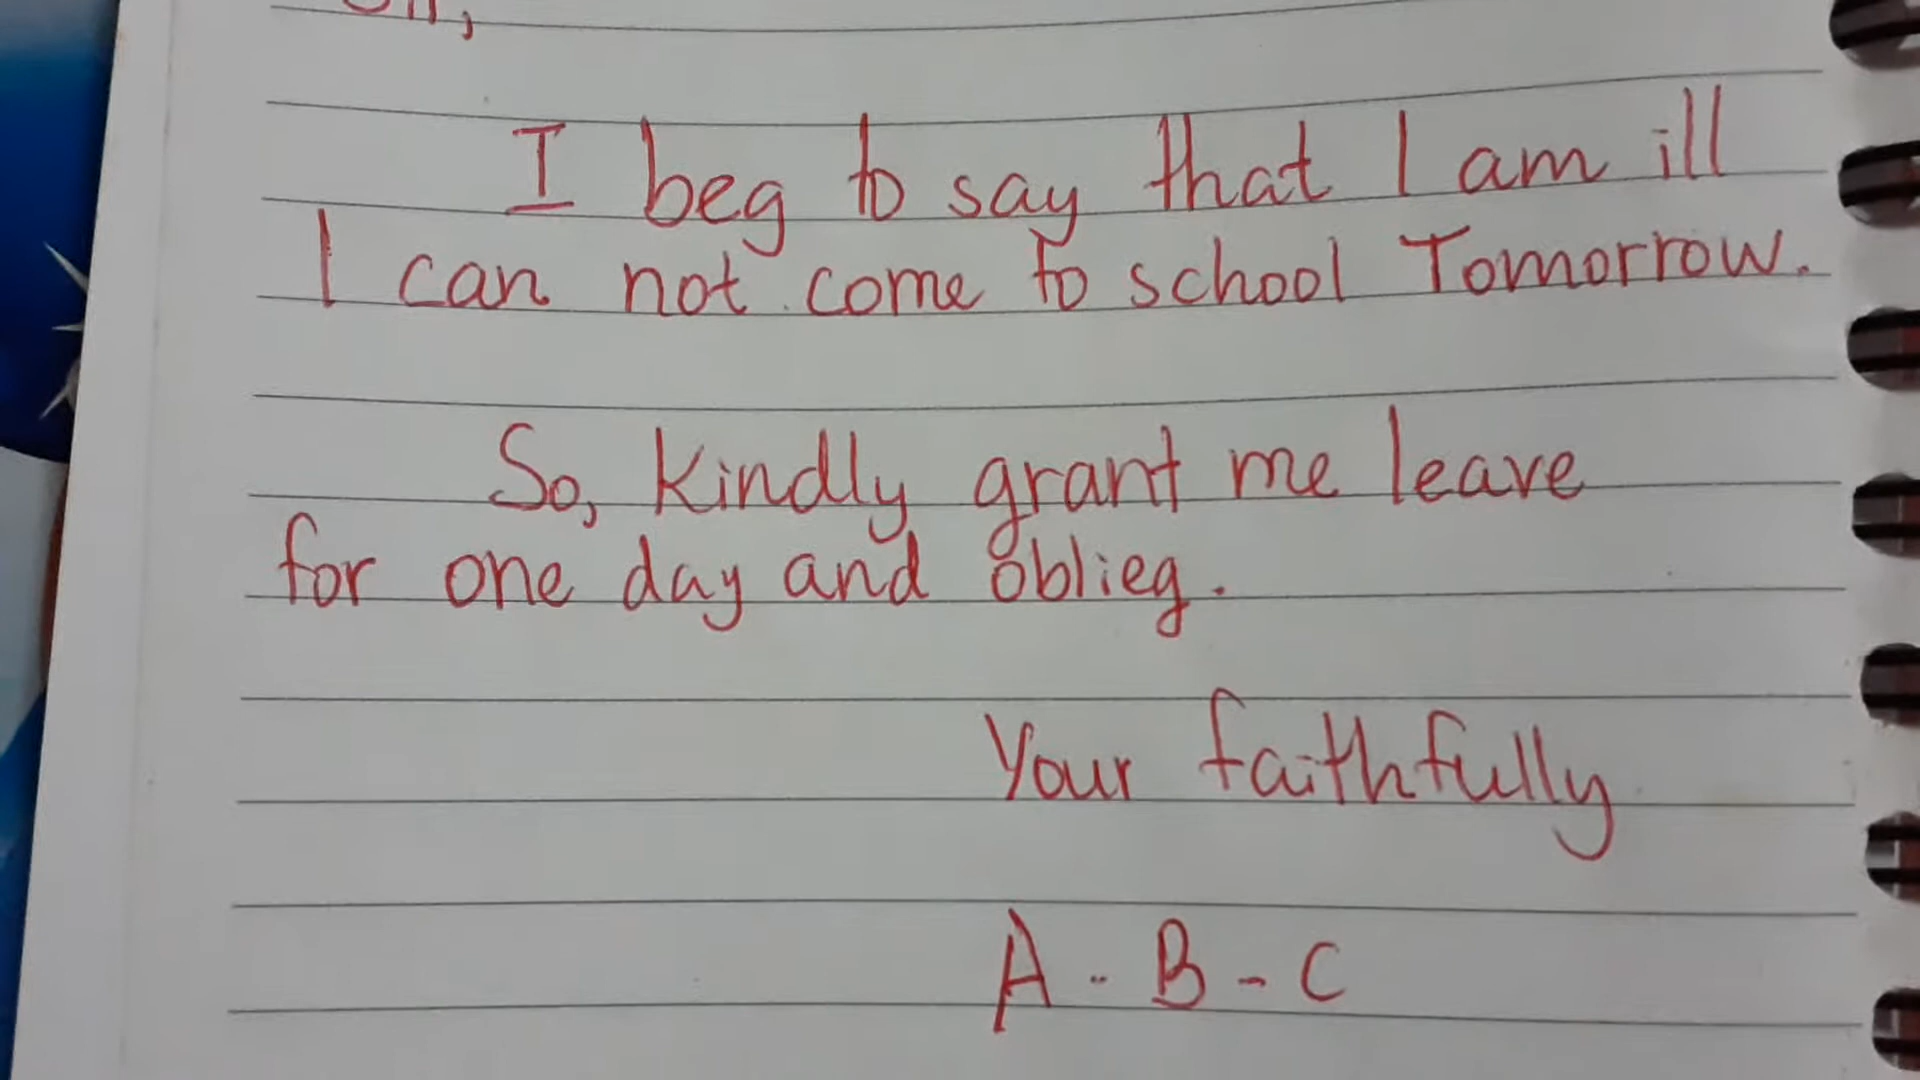 I beg to say that I am ill
I can not come to school Tomorrow.
So, kindly grant me leave
for one day and oblieg.
Your faithfully
A - B - C